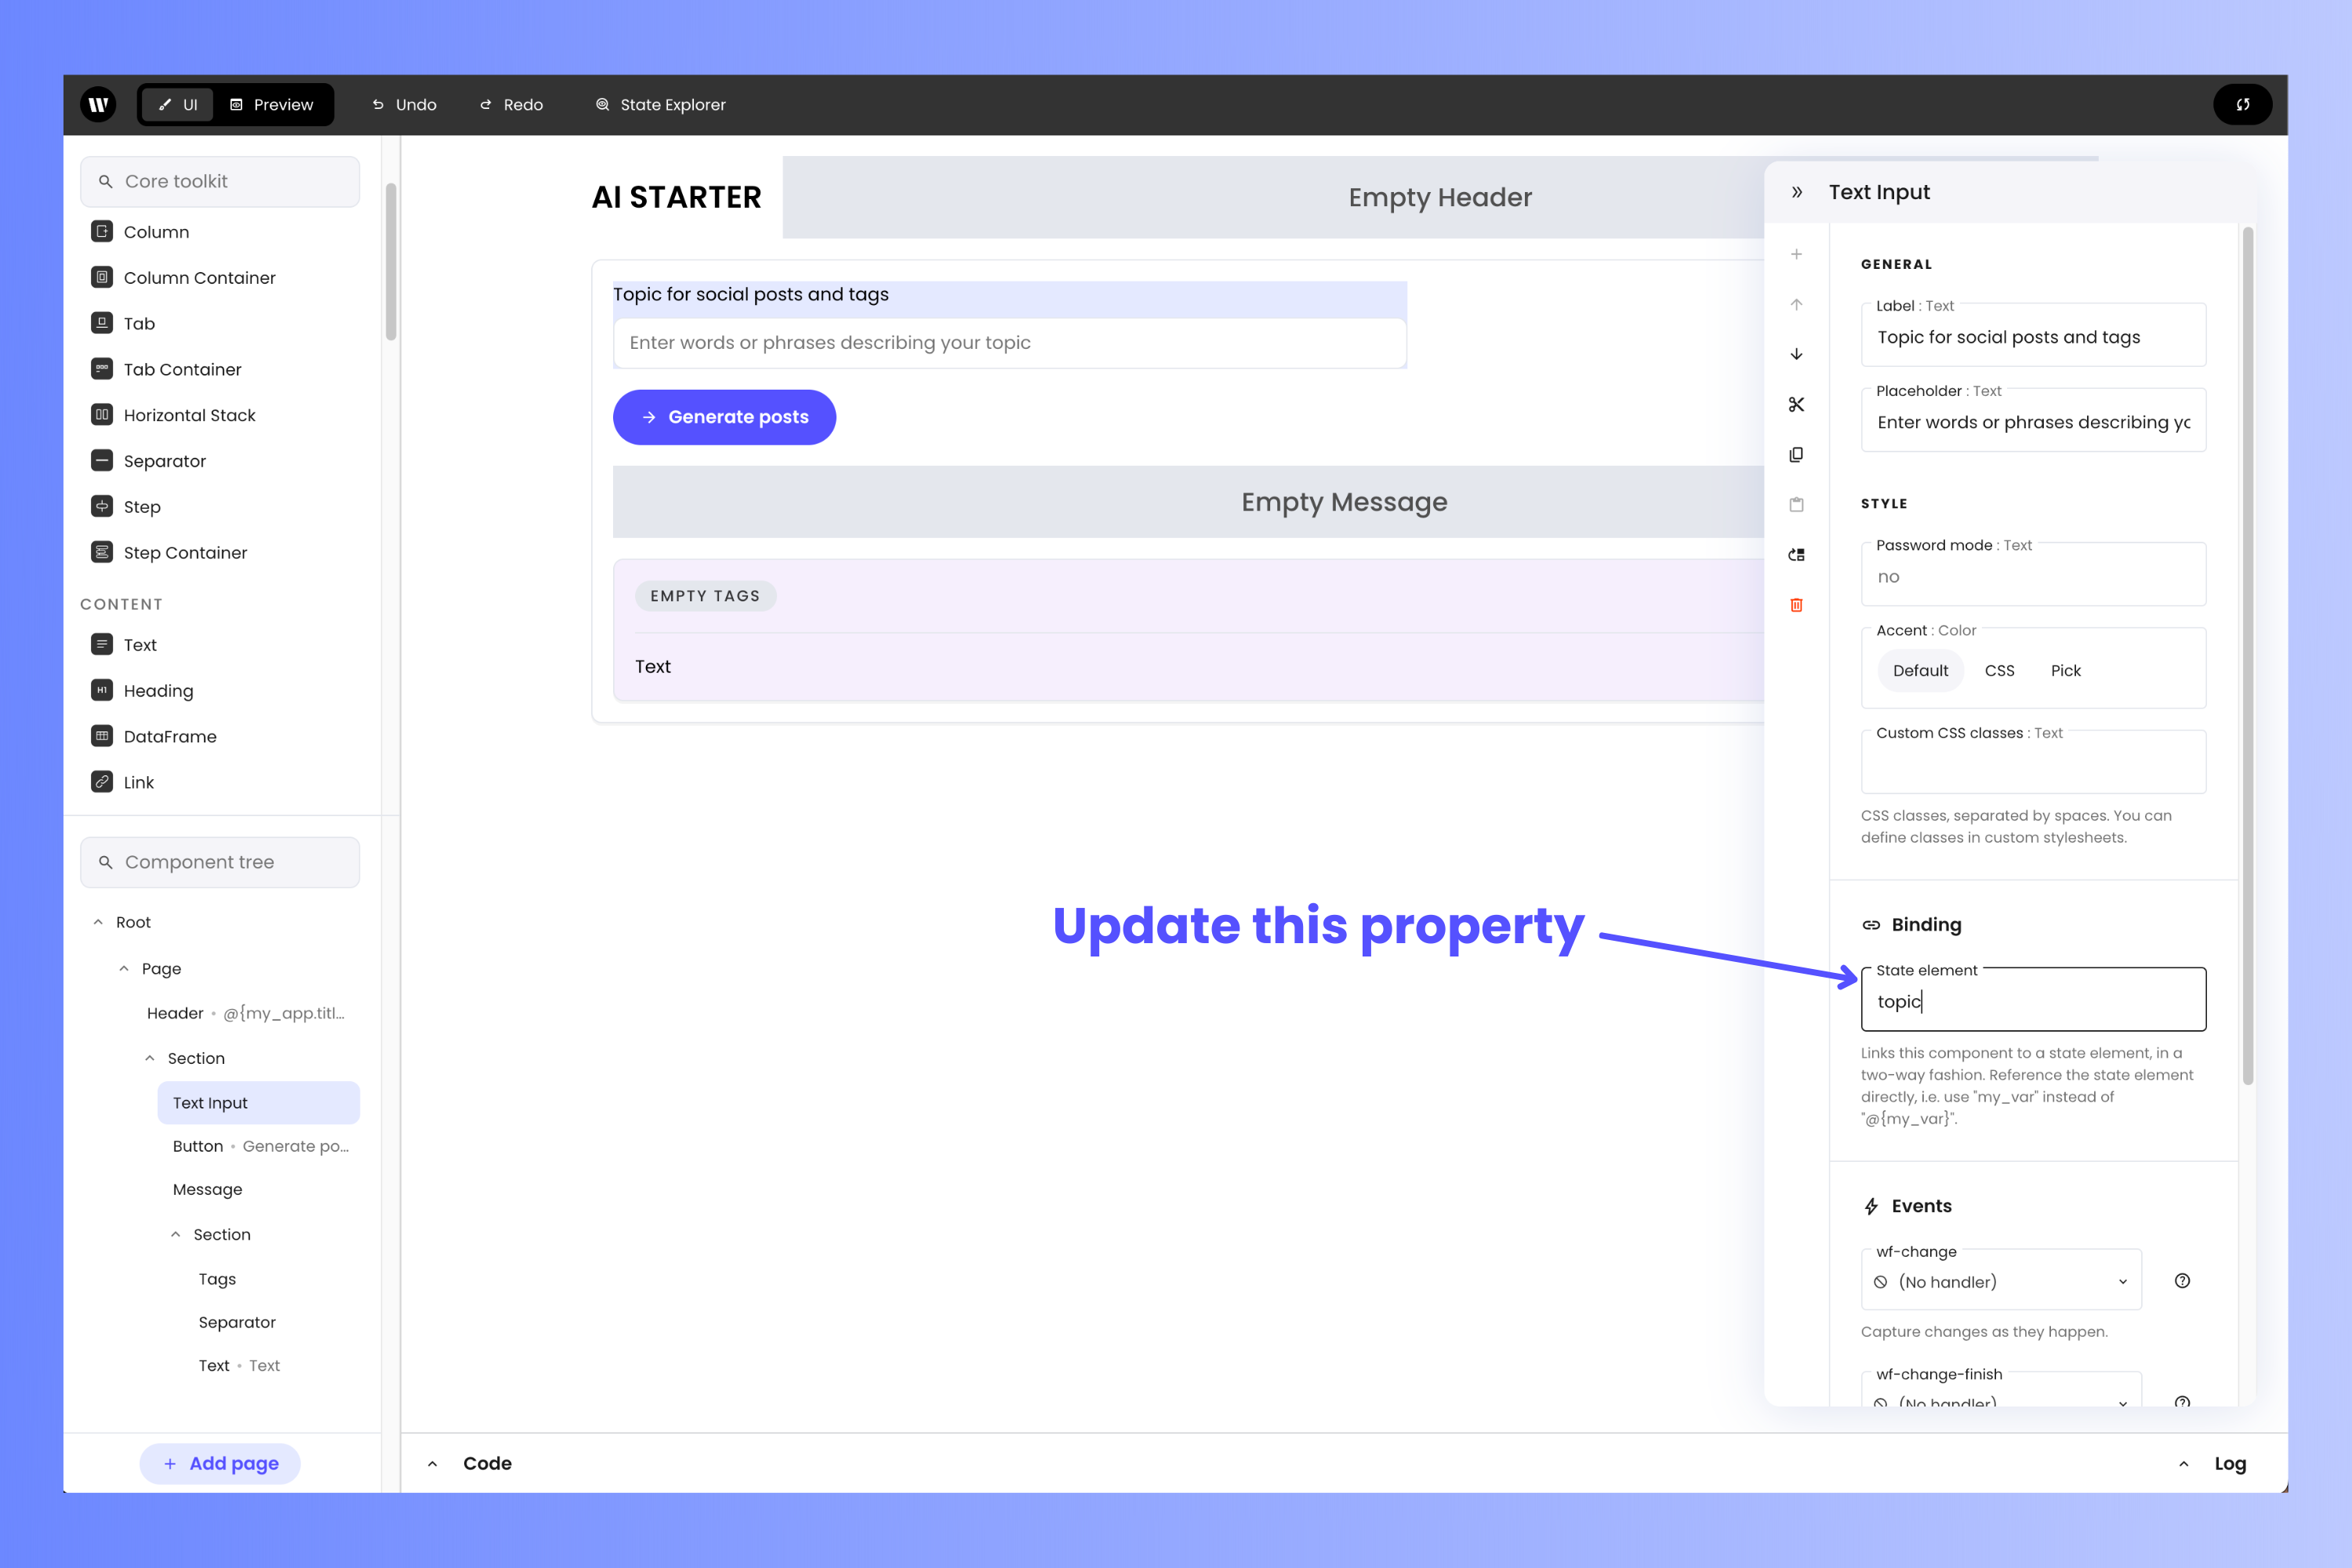 UI
Preview
Undo
Redo
State Explorer
Core toolkit
Column
Column Container
Tab
Tab Container
Horizontal Stack
Separator
Step
Step Container
CONTENT
Text
Heading
DataFrame
Link
Component tree
Root
Page
Header • @{my_app.titl...
Section
Text Input
Button • Generate po...
Message
Section
Tags
Separator
Text • Text
+ Add page
AI STARTER
Empty Header
Topic for social posts and tags
Enter words or phrases describing your topic
Generate posts
Empty Message
EMPTY TAGS
Text
Update this property
Code
Log
Text Input
GENERAL
Label : Text
Topic for social posts and tags
Placeholder : Text
Enter words or phrases describing yo
STYLE
Password mode : Text
no
Accent : Color
Default CSS Pick
Custom CSS classes : Text
CSS classes, separated by spaces. You can
define classes in custom stylesheets.
Binding
State element
topic
Links this component to a state element, in a
two-way fashion. Reference the state element
directly, i.e. use "my_var" instead of
"@{my_var}".
Events
wf-change
(No handler)
Capture changes as they happen.
wf-change-finish
(No handler)